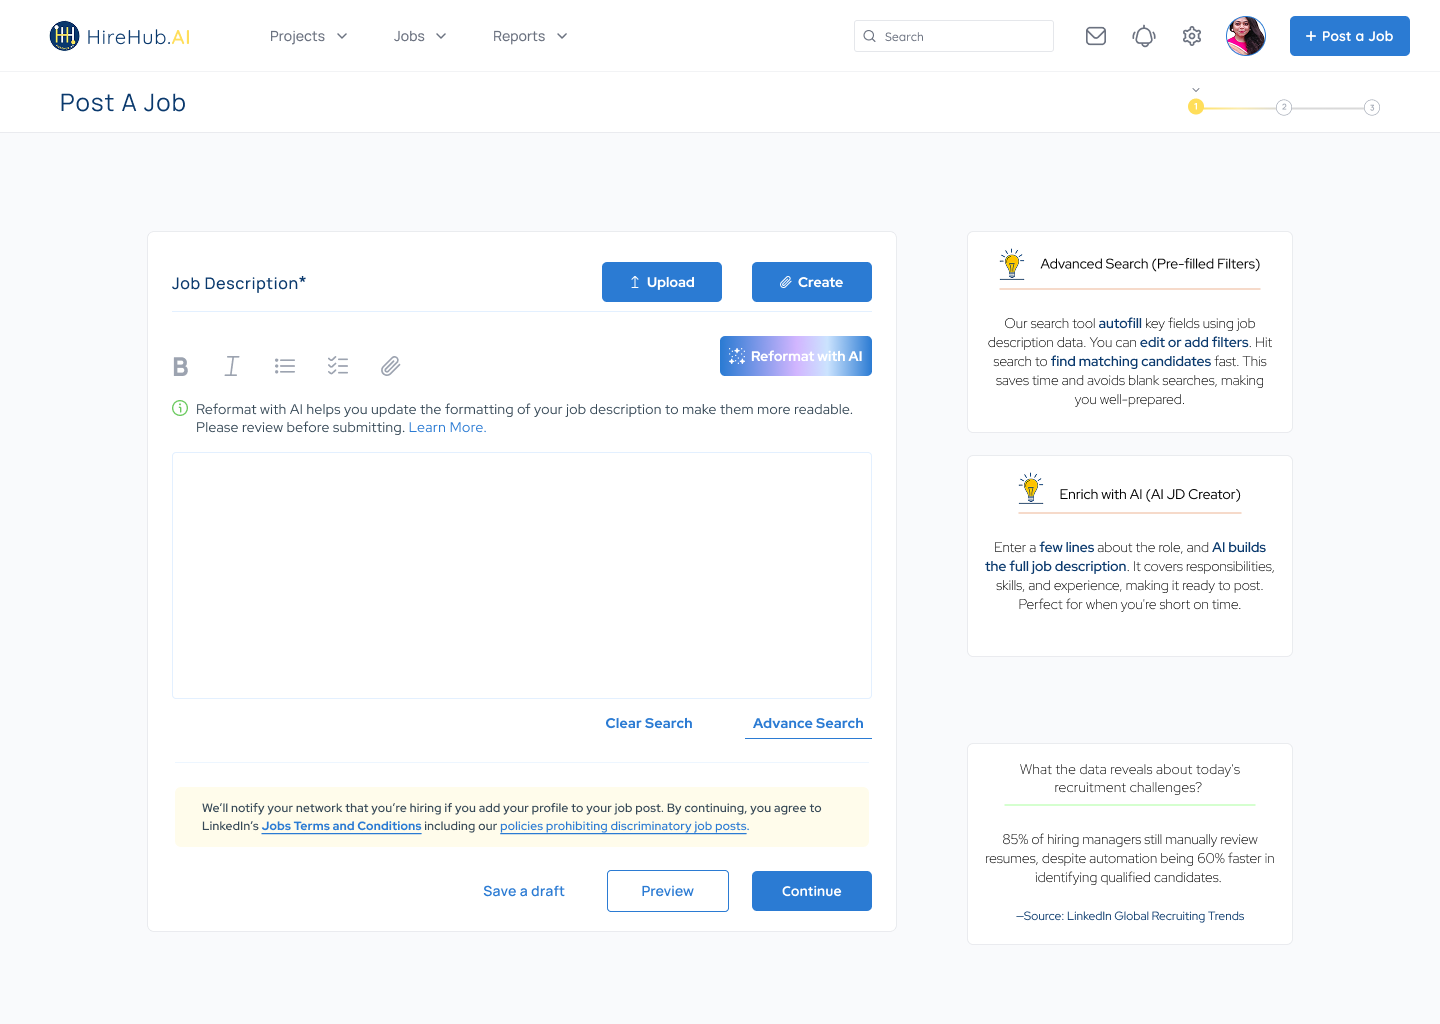 HireHub.AI
Projects
Jobs
Reports
Search
+ Post a Job
Post A Job
1
2
3
Job Description*
Upload
Create
B I
Reformat with AI
Reformat with AI helps you update the formatting of your job description to make them more readable.
Please review before submitting. Learn More.
Clear Search
Advance Search
We’ll notify your network that you’re hiring if you add your profile to your job post. By continuing, you agree to
LinkedIn’s Jobs Terms and Conditions including our policies prohibiting discriminatory job posts.
Save a draft
Preview
Continue
Advanced Search (Pre-filled Filters)
Our search tool autofill key fields using job
description data. You can edit or add filters. Hit
search to find matching candidates fast. This
saves time and avoids blank searches, making
you well-prepared.
Enrich with AI (AI JD Creator)
Enter a few lines about the role, and AI builds
the full job description. It covers responsibilities,
skills, and experience, making it ready to post.
Perfect for when you're short on time.
What the data reveals about today's
recruitment challenges?
85% of hiring managers still manually review
resumes, despite automation being 60% faster in
identifying qualified candidates.
—Source: LinkedIn Global Recruiting Trends